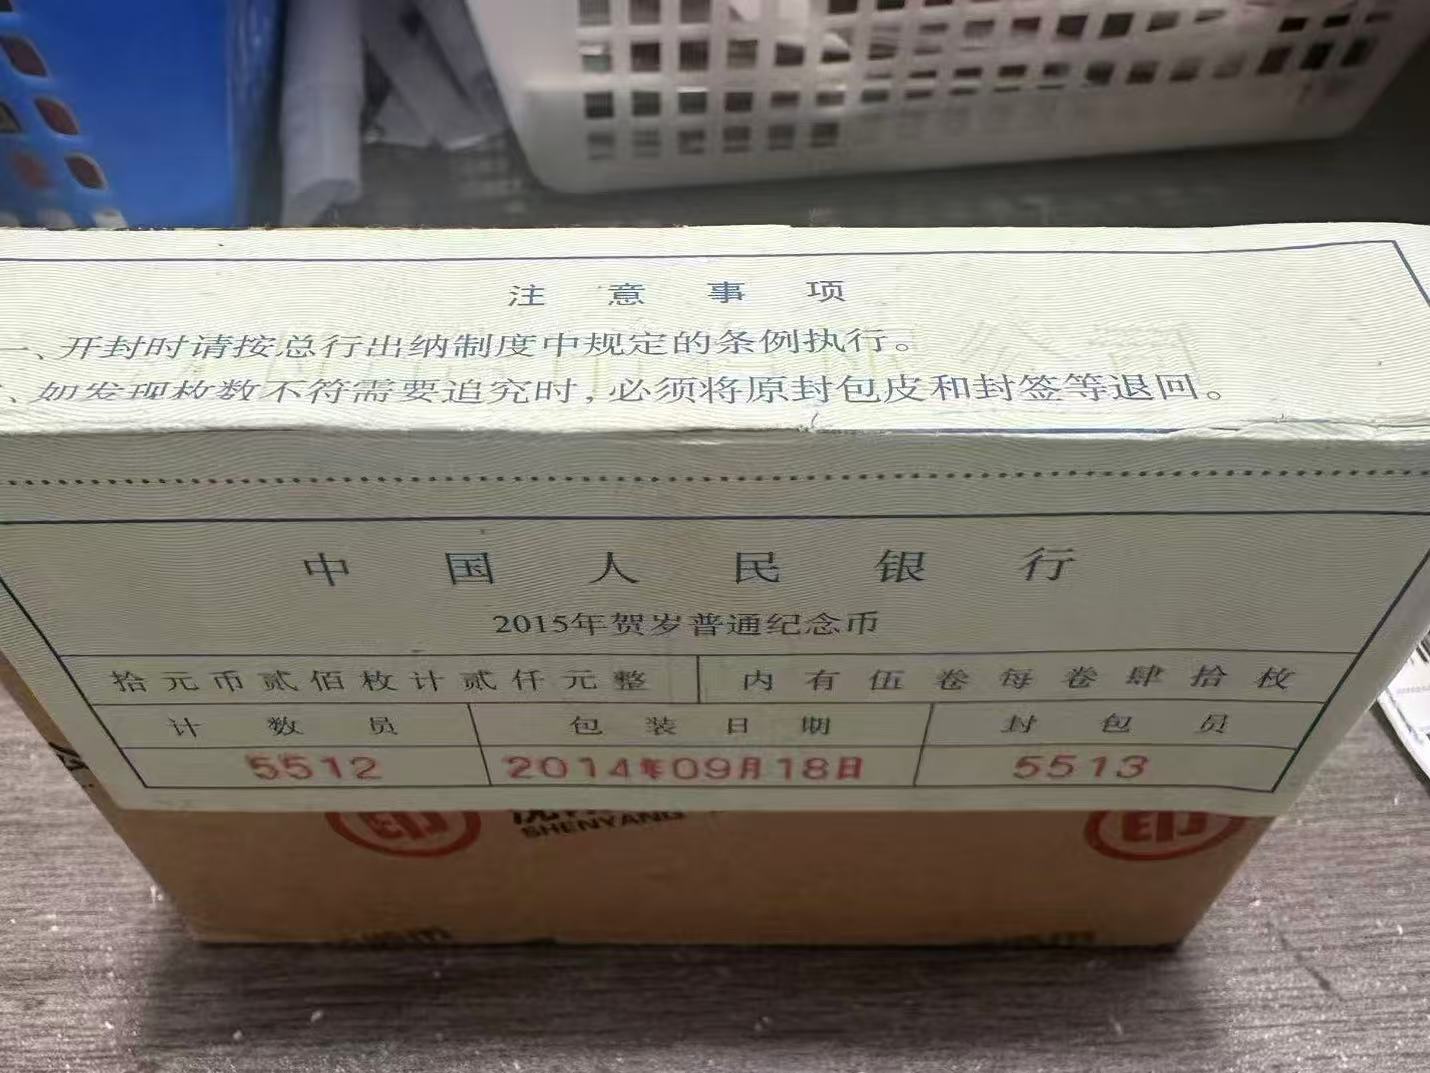 注意事项
一、开封时请按总行出纳制度中规定的条例执行。
、如发现枚数不符需要追究时，必须将原封包皮和封签等退回。
中国人民银行
2015年贺岁普通纪念币
拾元币贰佰枚计贰仟元整 内有伍卷每卷肆拾枚
计数员 包装日期 封包员
5512 2014年09月18日 5513
印 SHENYANG 印